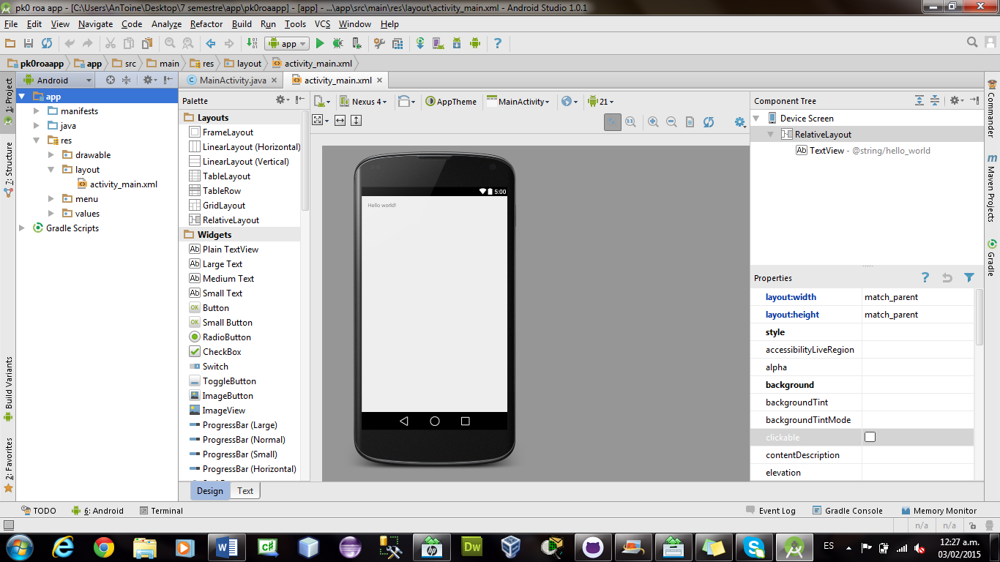 pk0 roa app - [C:\Users\AnToine\Desktop\7 semestre\app\pk0roaapp] - [app] - ...\app\src\main\res\layout\activity_main.xml - Android Studio 1.0.1
File Edit View Navigate Code Analyze Refactor Build Run Tools VCS Window Help
app
pk0roaapp app src main res layout activity_main.xml
1: Project
7: Structure
Build Variants
2: Favorites
Android
app
manifests
java
res
drawable
layout
activity_main.xml
menu
values
Gradle Scripts
MainActivity.java activity_main.xml
Palette
Layouts
FrameLayout
LinearLayout (Horizontal)
LinearLayout (Vertical)
TableLayout
TableRow
GridLayout
RelativeLayout
Widgets
Plain TextView
Large Text
Medium Text
Small Text
Button
Small Button
RadioButton
CheckBox
Switch
ToggleButton
ImageButton
ImageView
ProgressBar (Large)
ProgressBar (Normal)
ProgressBar (Small)
ProgressBar (Horizontal)
Design Text
Nexus 4 AppTheme MainActivity 21
5:00
Hello world!
Component Tree
Device Screen
RelativeLayout
TextView - @string/hello_world
Properties
layout:width match_parent
layout:height match_parent
style
accessibilityLiveRegion
alpha
background
backgroundTint
backgroundTintMode
clickable
contentDescription
elevation
Commander
Maven Projects
Gradle
TODO 6: Android Terminal Event Log Gradle Console Memory Monitor
n/a n/a
ES 12:27 a.m.
03/02/2015